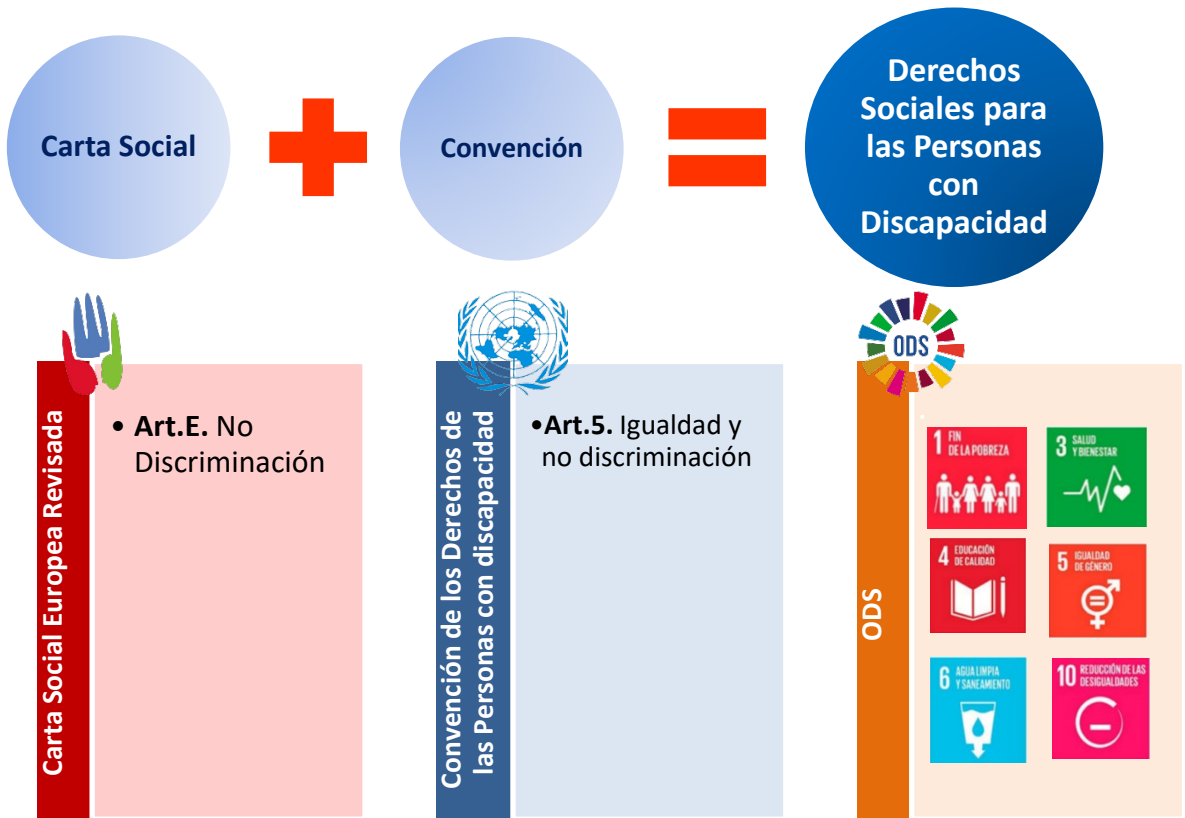 Carta Social
Convención
Derechos
Sociales para
las Personas
con
Discapacidad
Carta Social Europea Revisada
• Art.E. No
Discriminación
Convención de los Derechos de
las Personas con discapacidad
•Art.5. Igualdad y
no discriminación
ODS
ODS
1 FIN
DE LA POBREZA
3 SALUD
Y BIENESTAR
4 EDUCACIÓN
DE CALIDAD
5 IGUALDAD
DE GÉNERO
6 AGUA LIMPIA
Y SANEAMIENTO
10 REDUCCIÓN DE LAS
DESIGUALDADES